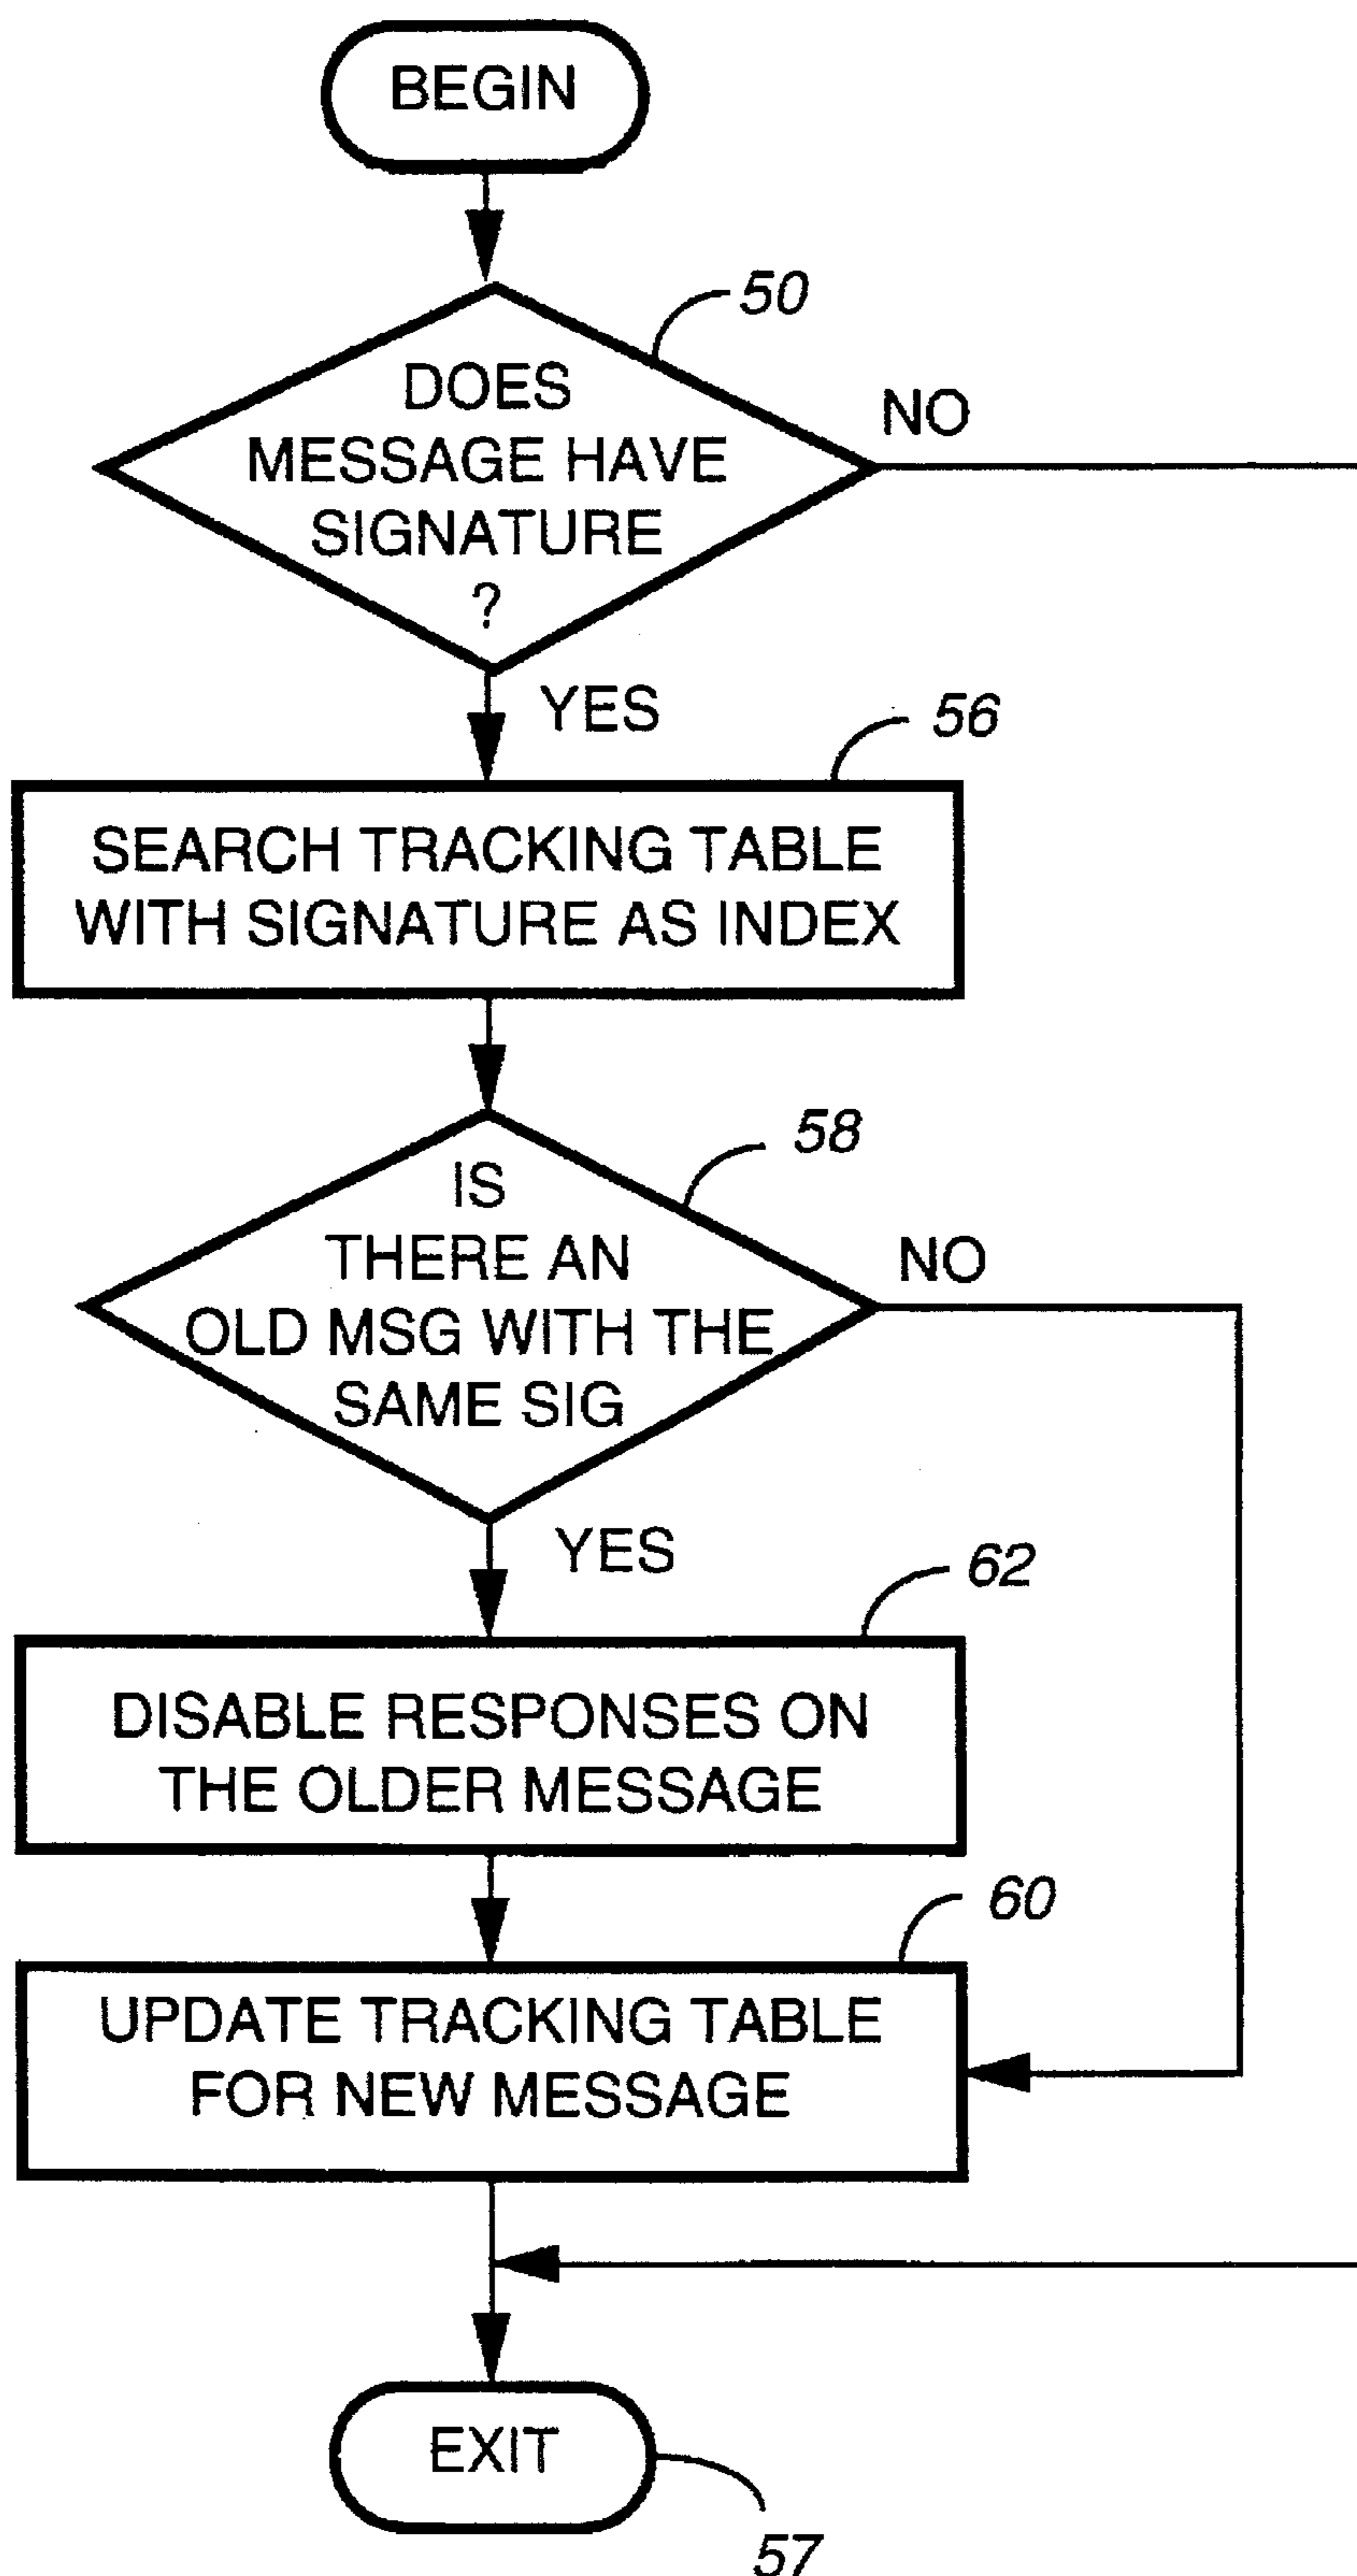 BEGIN
50
DOES
MESSAGE HAVE
SIGNATURE
?
NO
YES
56
SEARCH TRACKING TABLE
WITH SIGNATURE AS INDEX
58
IS
THERE AN
OLD MSG WITH THE
SAME SIG
NO
YES
62
DISABLE RESPONSES ON
THE OLDER MESSAGE
60
UPDATE TRACKING TABLE
FOR NEW MESSAGE
EXIT
57